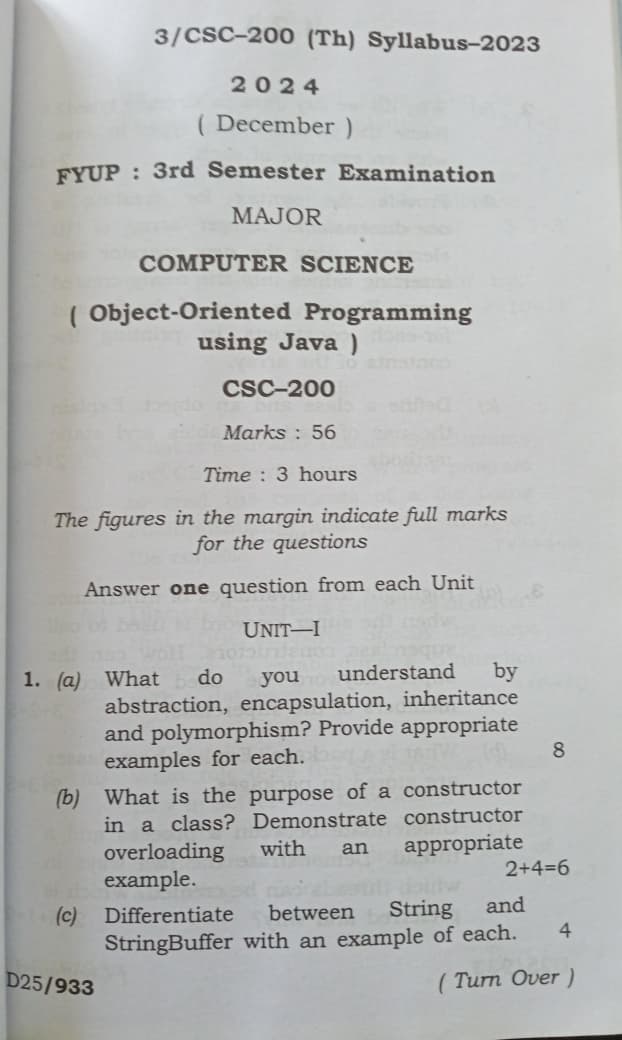 3/CSC–200 (Th) Syllabus–2023
2 0 2 4
( December )
FYUP : 3rd Semester Examination
MAJOR
COMPUTER SCIENCE
( Object-Oriented Programming
using Java )
CSC–200
Marks : 56
Time : 3 hours
The figures in the margin indicate full marks
for the questions
Answer one question from each Unit
UNIT—I
1. (a) What do you understand by
abstraction, encapsulation, inheritance
and polymorphism? Provide appropriate
examples for each. 8
(b) What is the purpose of a constructor
in a class? Demonstrate constructor
overloading with an appropriate
example. 2+4=6
(c) Differentiate between String and
StringBuffer with an example of each. 4
D25/933 ( Turn Over )